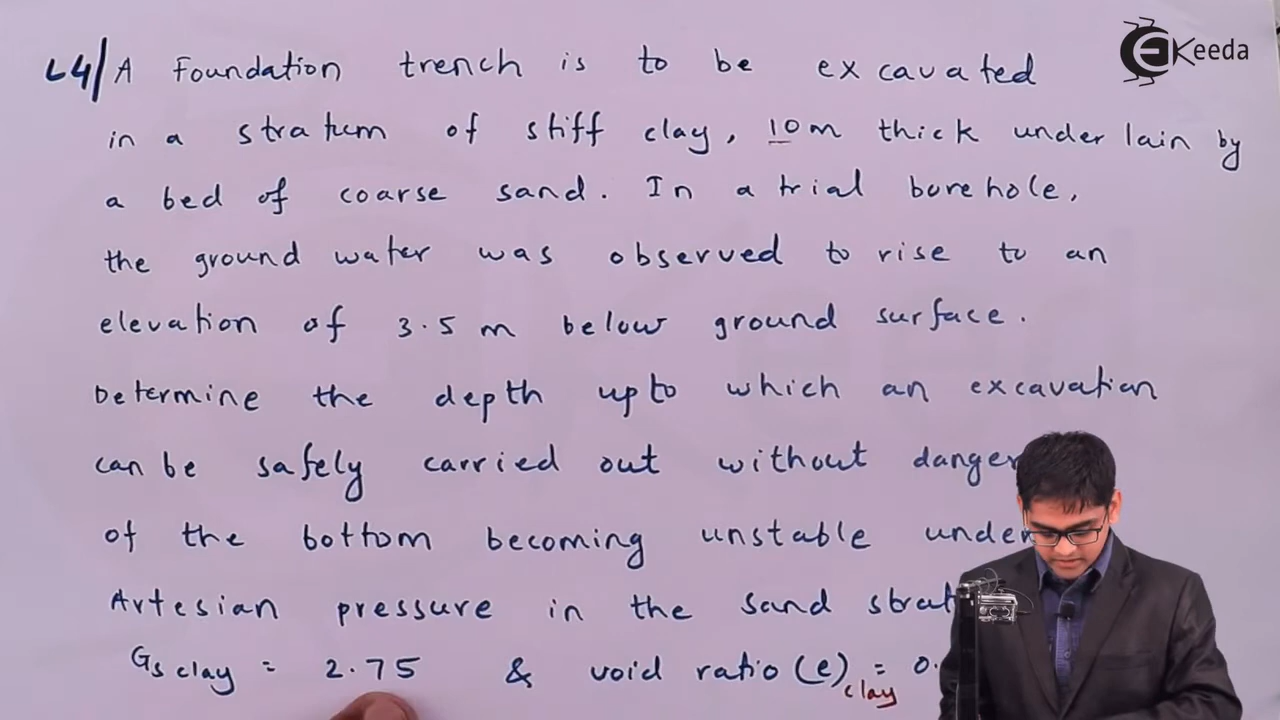 L4/ A Foundation trench is to be excavated
in a stratum of stiff clay, 10m thick underlain by
a bed of coarse sand. In a trial borehole,
the ground water was observed to rise to an
elevation of 3.5 m below ground surface.
Determine the depth upto which an excavation
can be safely carried out without danger
of the bottom becoming unstable under
Artesian pressure in the sand
Gs clay = 2.75 & void ratio (e) clay = 0.
Keeda